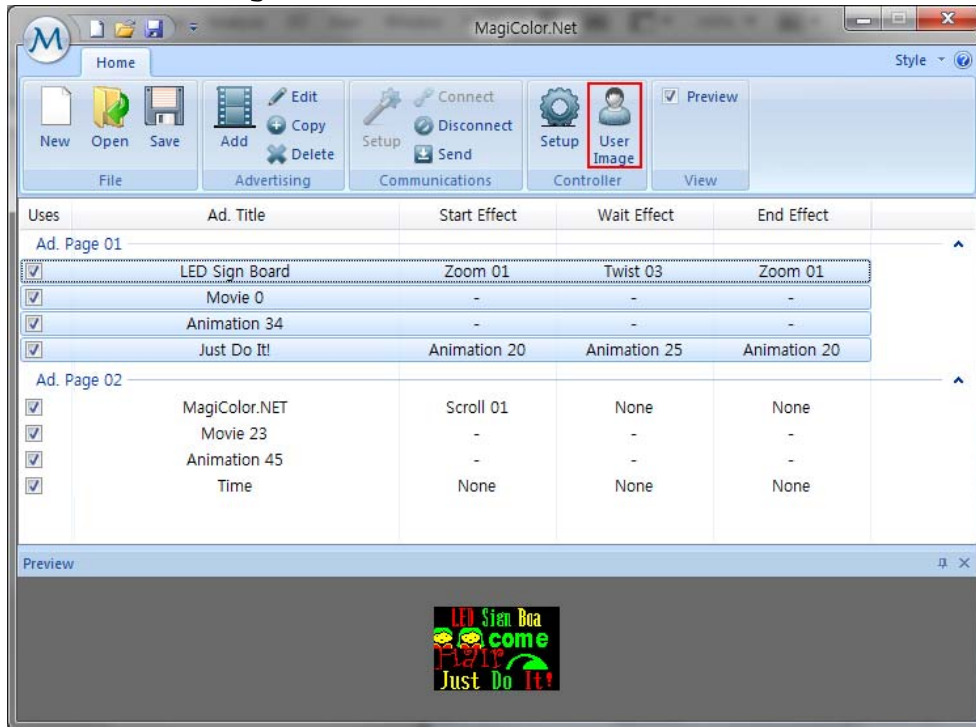 MagiColor.Net
M
Home
Style
New
Open
Save
File
Add
Edit
Copy
Delete
Advertising
Setup
Connect
Disconnect
Send
Communications
Setup
User
Image
Controller
Preview
View
Uses Ad. Title Start Effect Wait Effect End Effect
Ad. Page 01
LED Sign Board Zoom 01 Twist 03 Zoom 01
Movie 0 - - -
Animation 34 - - -
Just Do It! Animation 20 Animation 25 Animation 20
Ad. Page 02
MagiColor.NET Scroll 01 None None
Movie 23 - - -
Animation 45 - - -
Time None None None
Preview
LED Sign Boa
come
Hair
Just Do It!